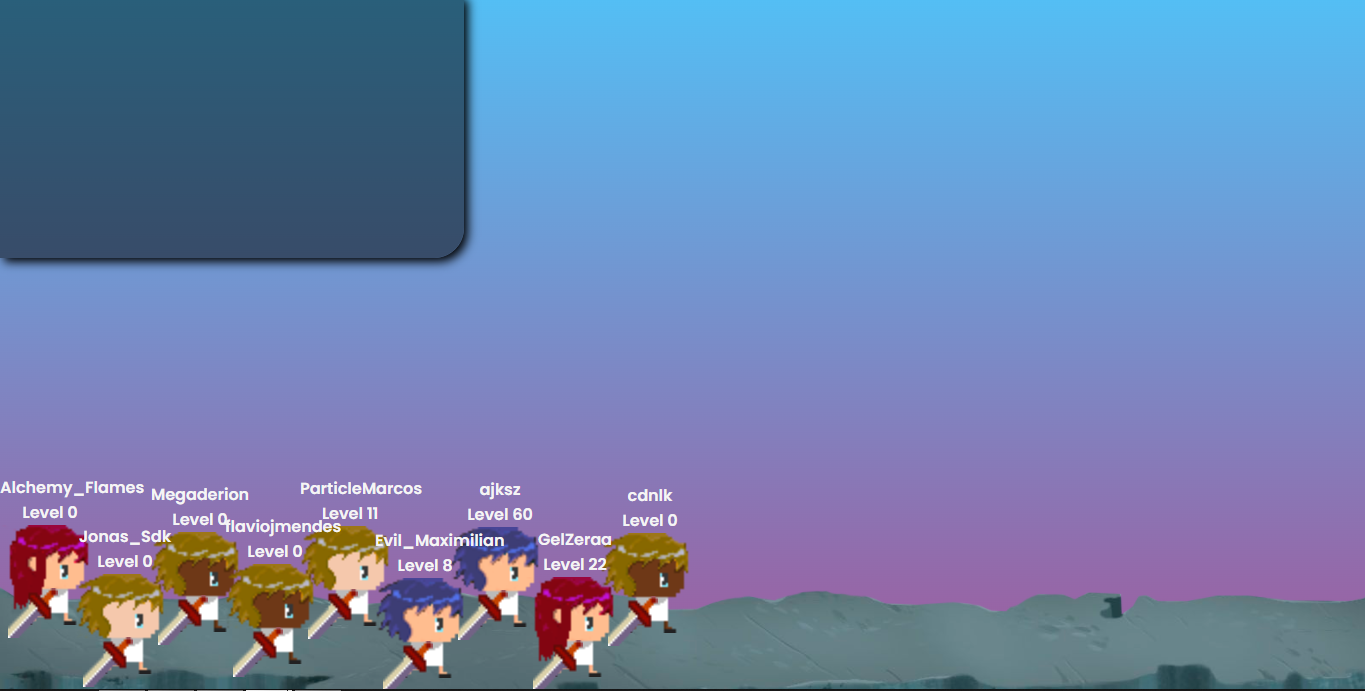 Alchemy_Flames
Level 0
Jonas_Sdk
Level 0
Megaderion
Level 0
flaviojmendes
Level 0
ParticleMarcos
Level 11
Evil_Maximilian
Level 8
ajksz
Level 60
GelZeraa
Level 22
cdnlk
Level 0